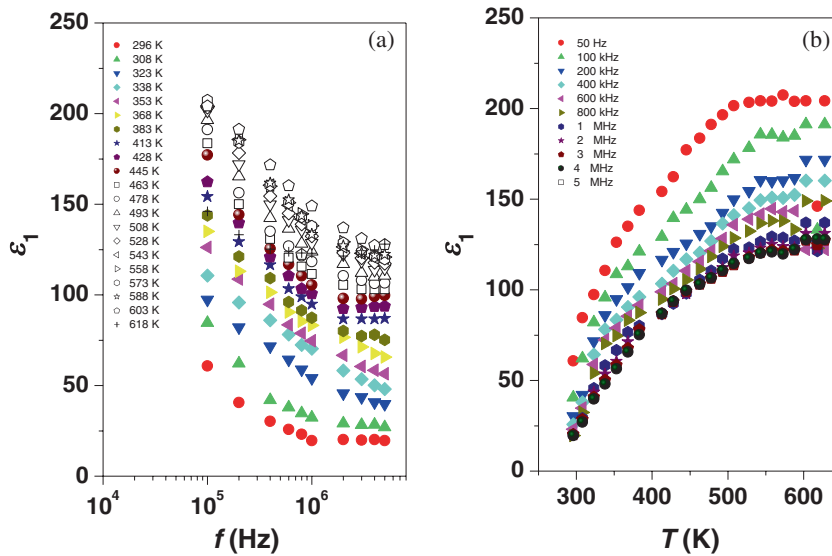 250
200
150
100
50
0
ε1
(a)
296 K
308 K
323 K
338 K
353 K
368 K
383 K
413 K
428 K
445 K
463 K
478 K
493 K
508 K
528 K
543 K
558 K
573 K
588 K
603 K
618 K
10^4
10^5
10^6
f (Hz)
250
200
150
100
50
0
ε1
(b)
50 Hz
100 kHz
200 kHz
400 kHz
600 kHz
800 kHz
1 MHz
2 MHz
3 MHz
4 MHz
5 MHz
300
400
500
600
T (K)